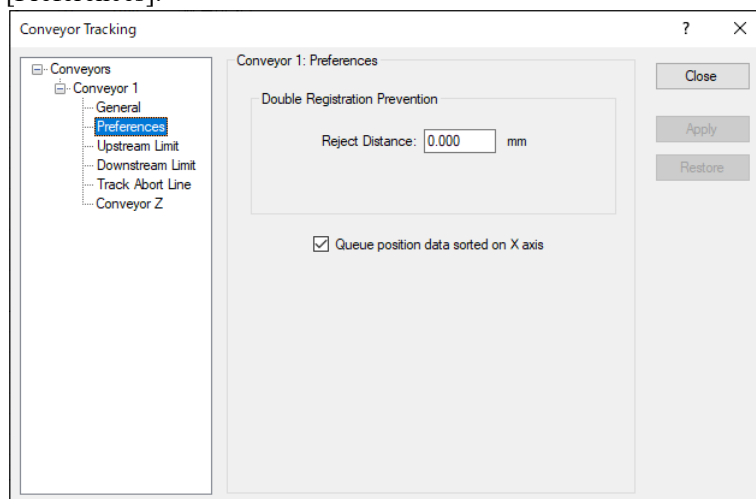 Conveyor Tracking
? X
Conveyors
Conveyor 1
General
Preferences
Upstream Limit
Downstream Limit
Track Abort Line
Conveyor Z
Conveyor 1: Preferences
Double Registration Prevention
Reject Distance: 0.000 mm
Queue position data sorted on X axis
Close
Apply
Restore